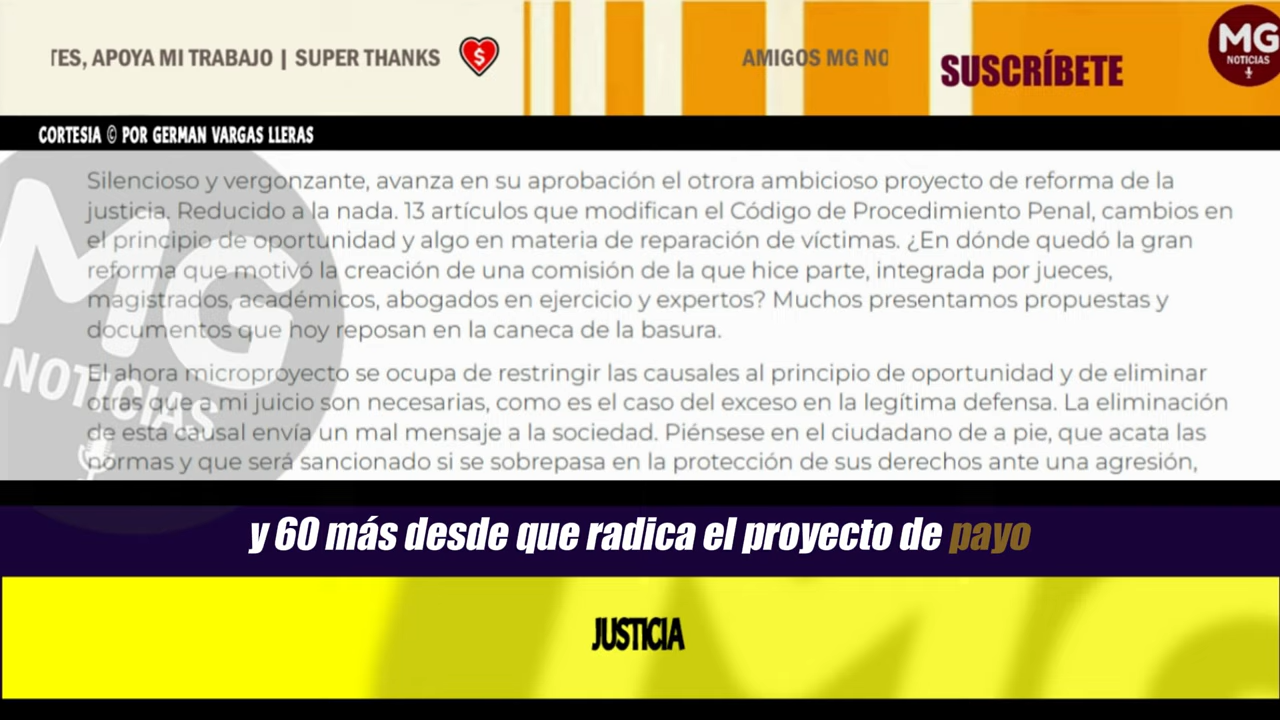 TES, APOYA MI TRABAJO | SUPER THANKS
AMIGOS MG NO
SUSCRÍBETE
MG
NOTICIAS
CORTESIA © POR GERMAN VARGAS LLERAS
Silencioso y vergonzante, avanza en su aprobación el otrora ambicioso proyecto de reforma de la
justicia. Reducido a la nada. 13 artículos que modifican el Código de Procedimiento Penal, cambios en
el principio de oportunidad y algo en materia de reparación de víctimas. ¿En dónde quedó la gran
reforma que motivó la creación de una comisión de la que hice parte, integrada por jueces,
magistrados, académicos, abogados en ejercicio y expertos? Muchos presentamos propuestas y
documentos que hoy reposan en la caneca de la basura.
El ahora microproyecto se ocupa de restringir las causales al principio de oportunidad y de eliminar
otras que a mi juicio son necesarias, como es el caso del exceso en la legítima defensa. La eliminación
de esta causal envía un mal mensaje a la sociedad. Piénsese en el ciudadano de a pie, que acata las
normas y que será sancionado si se sobrepasa en la protección de sus derechos ante una agresión,
MG
NOTICIAS
y 60 más desde que radica el proyecto de payo
JUSTICIA